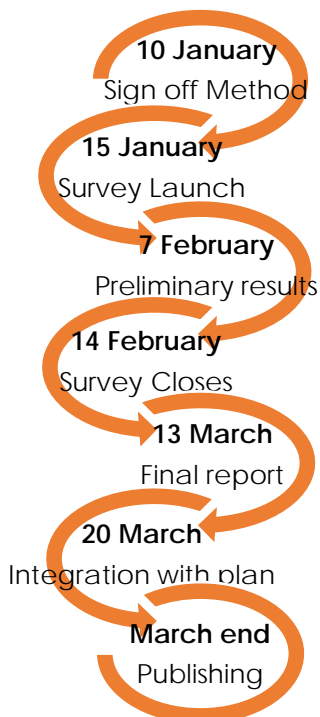 10 January
Sign off Method
15 January
Survey Launch
7 February
Preliminary results
14 February
Survey Closes
13 March
Final report
20 March
Integration with plan
March end
Publishing